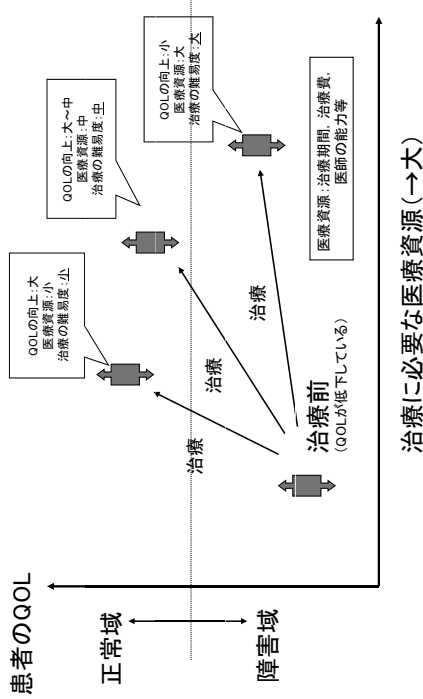 患者のQOL
正常域
障害域
QOLの向上:大
医療資源:小
治療の難易度:小
QOLの向上:大～中
医療資源:中
治療の難易度:中
QOLの向上:小
医療資源:大
治療の難易度:大
治療
治療
治療
治療前
(QOLが低下している)
医療資源:治療期間,治療費,
医師の能力等
治療に必要な医療資源(→大)